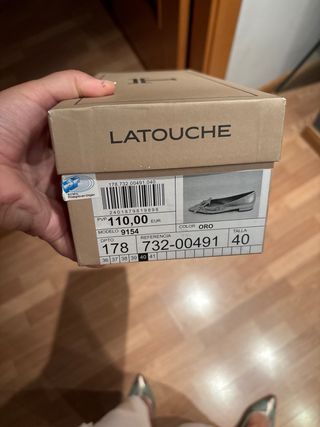 LATOUCHE
178.732-00491.040
2401879819898
PVP 110,00 EUR
MODELO 9154
COLOR ORO
DPTO REFERENCIA TALLA
178 732-00491 40
36 37 38 39 40 41